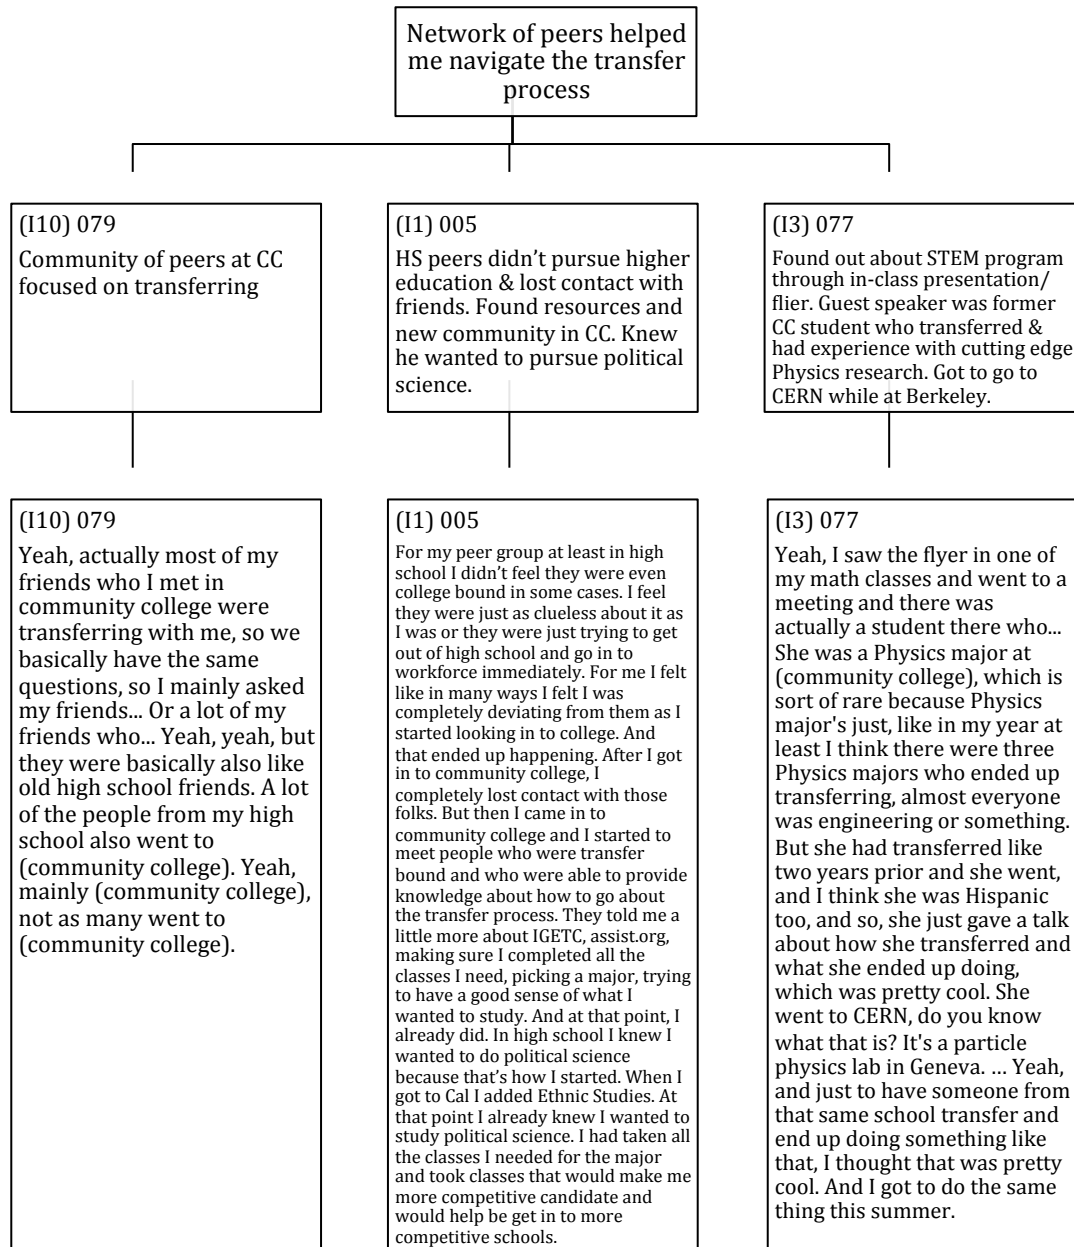 Network of peers helped
me navigate the transfer
process
(I10) 079
Community of peers at CC
focused on transferring
(I1) 005
HS peers didn’t pursue higher
education & lost contact with
friends. Found resources and
new community in CC. Knew
he wanted to pursue political
science.
(I3) 077
Found out about STEM program
through in-class presentation/
flier. Guest speaker was former
CC student who transferred &
had experience with cutting edge
Physics research. Got to go to
CERN while at Berkeley.
(I10) 079
Yeah, actually most of my
friends who I met in
community college were
transferring with me, so we
basically have the same
questions, so I mainly asked
my friends... Or a lot of my
friends who... Yeah, yeah, but
they were basically also like
old high school friends. A lot
of the people from my high
school also went to
(community college). Yeah,
mainly (community college),
not as many went to
(community college).
(I1) 005
For my peer group at least in high
school I didn’t feel they were even
college bound in some cases. I feel
they were just as clueless about it as
I was or they were just trying to get
out of high school and go in to
workforce immediately. For me I felt
like in many ways I felt I was
completely deviating from them as I
started looking in to college. And
that ended up happening. After I got
in to community college, I
completely lost contact with those
folks. But then I came in to
community college and I started to
meet people who were transfer
bound and who were able to provide
knowledge about how to go about
the transfer process. They told me a
little more about IGETC, assist.org,
making sure I completed all the
classes I need, picking a major, trying
to have a good sense of what I
wanted to study. And at that point, I
already did. In high school I knew I
wanted to do political science
because that’s how I started. When I
got to Cal I added Ethnic Studies. At
that point I already knew I wanted to
study political science. I had taken all
the classes I needed for the major
and took classes that would make me
more competitive candidate and
would help be get in to more
competitive schools.
(I3) 077
Yeah, I saw the flyer in one of
my math classes and went to a
meeting and there was
actually a student there who...
She was a Physics major at
(community college), which is
sort of rare because Physics
major's just, like in my year at
least I think there were three
Physics majors who ended up
transferring, almost everyone
was engineering or something.
But she had transferred like
two years prior and she went,
and I think she was Hispanic
too, and so, she just gave a talk
about how she transferred and
what she ended up doing,
which was pretty cool. She
went to CERN, do you know
what that is? It's a particle
physics lab in Geneva. ... Yeah,
and just to have someone from
that same school transfer and
end up doing something like
that, I thought that was pretty
cool. And I got to do the same
thing this summer.